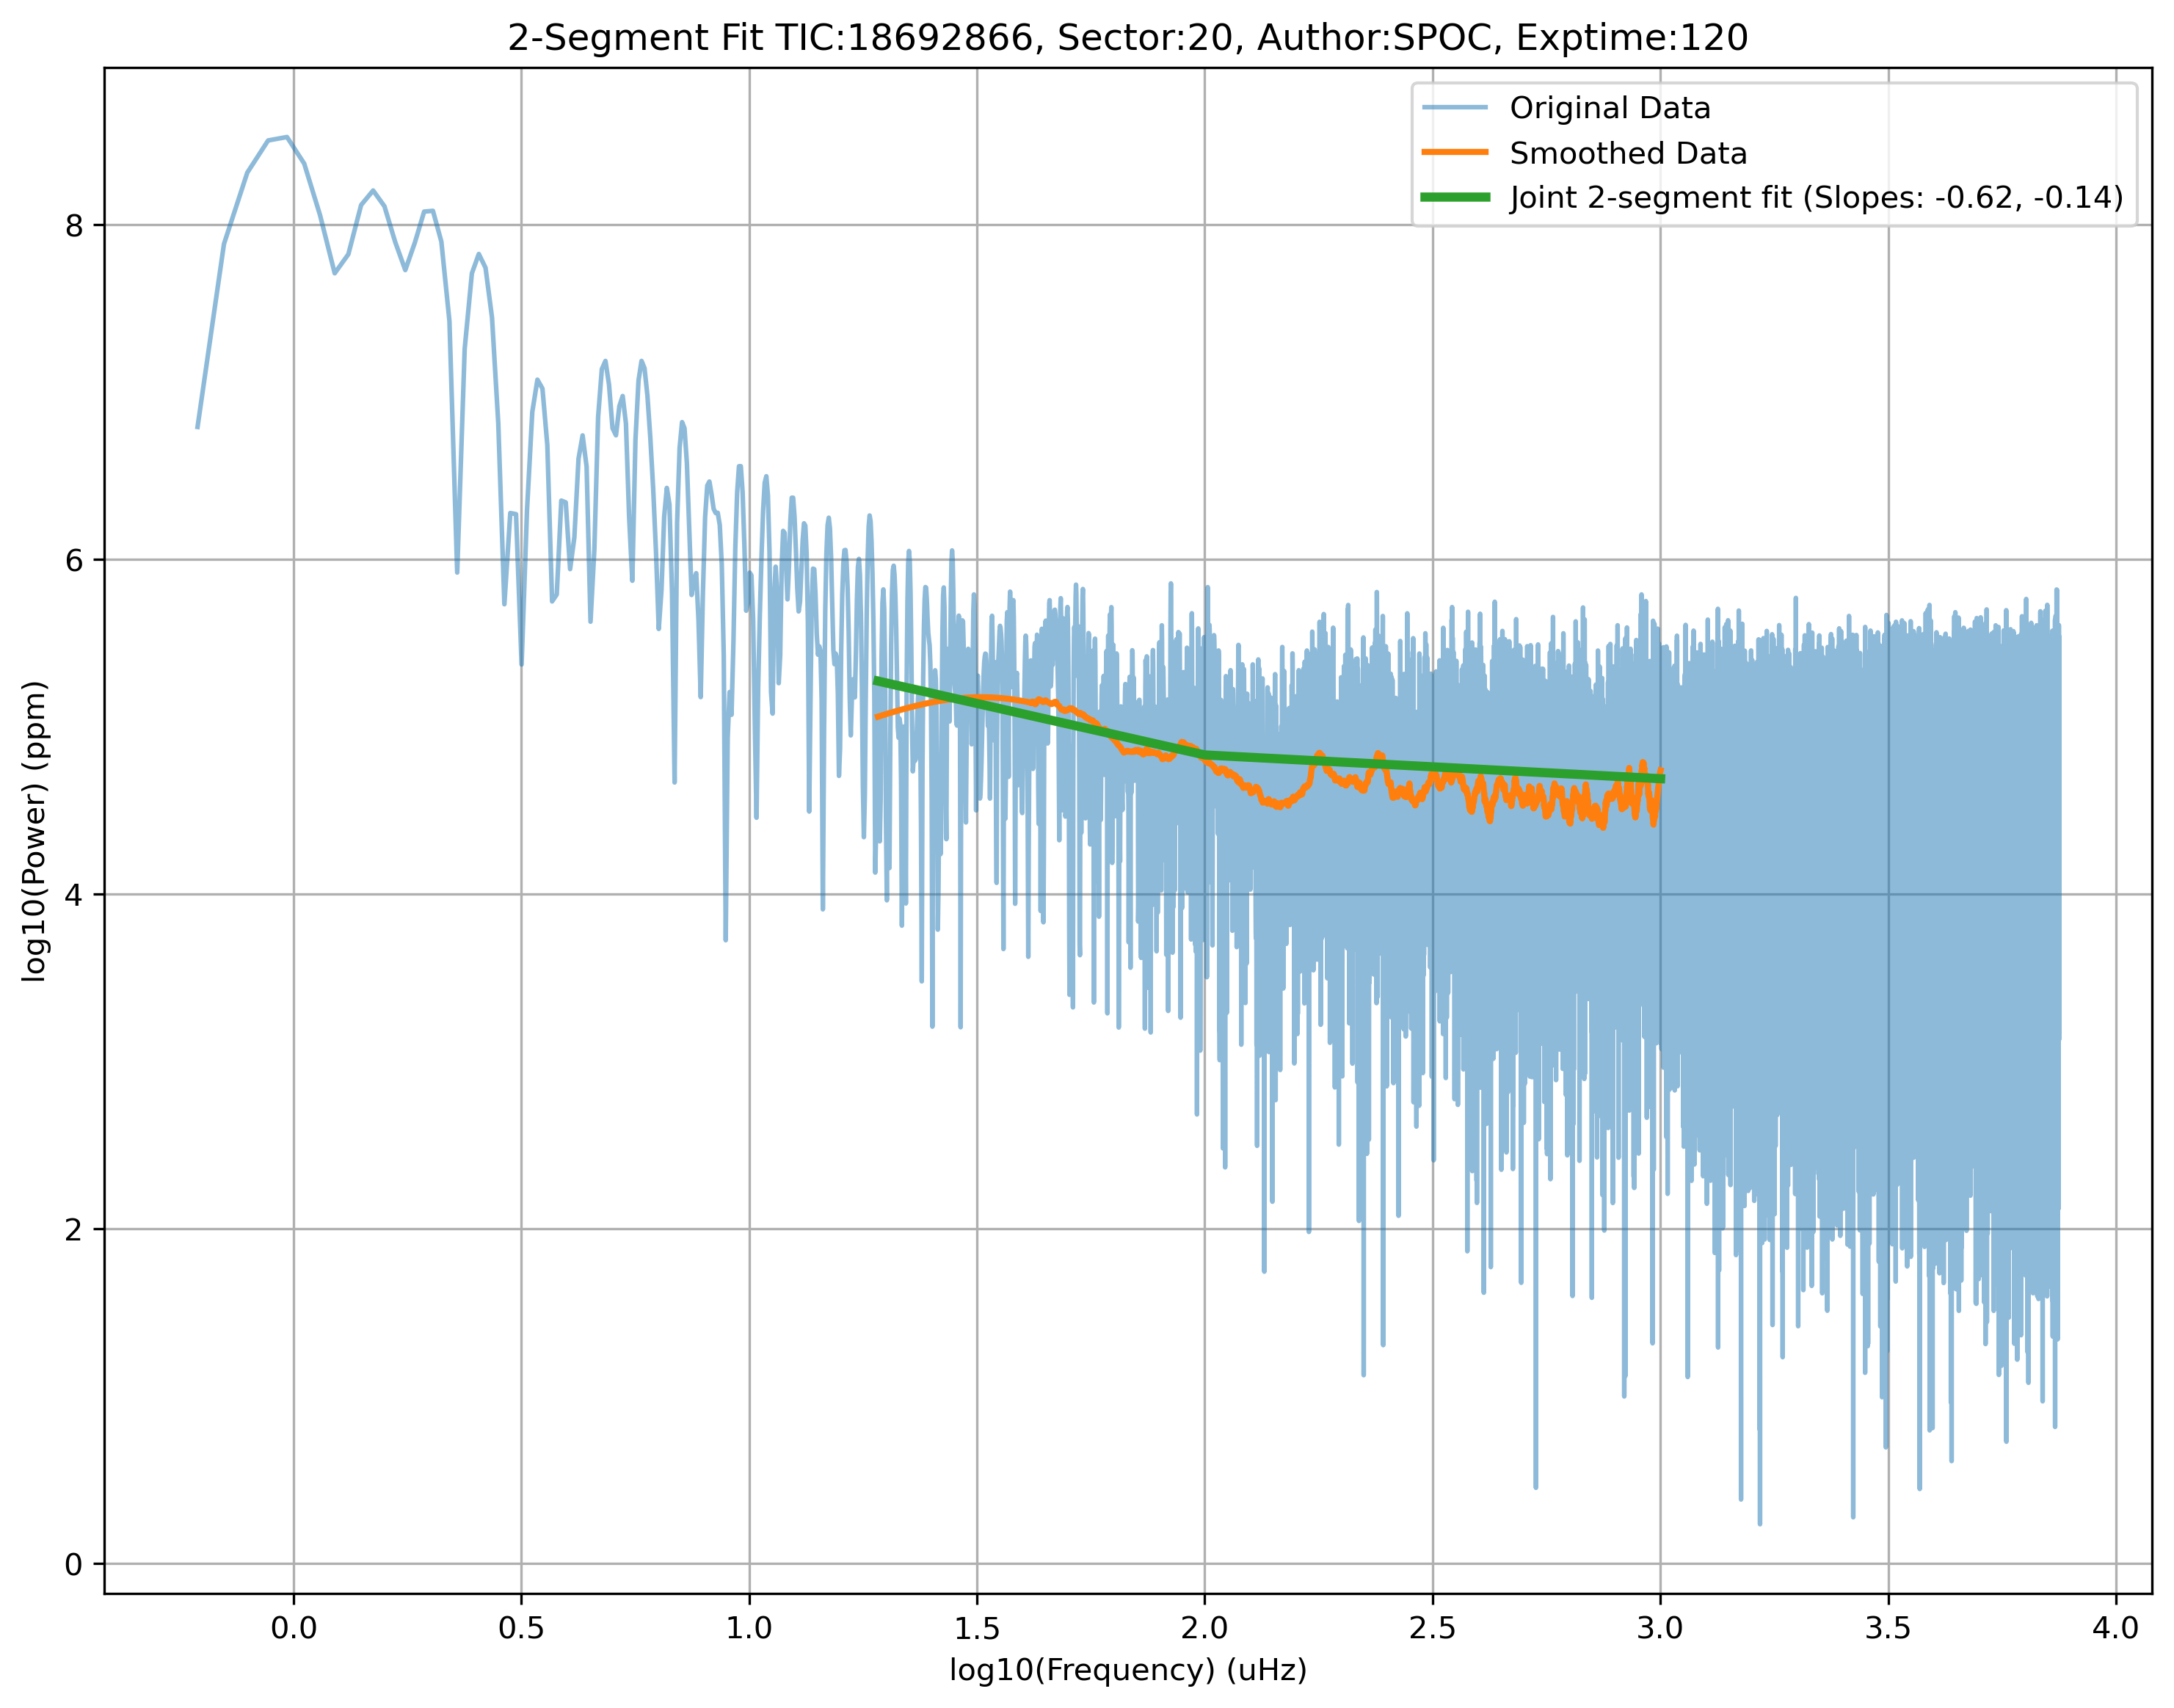 2-Segment Fit TIC:18692866, Sector:20, Author:SPOC, Exptime:120
Original Data
Smoothed Data
Joint 2-segment fit (Slopes: -0.62, -0.14)
log10(Power) (ppm)
8
6
4
2
0
0.0 0.5 1.0 1.5 2.0 2.5 3.0 3.5 4.0
log10(Frequency) (uHz)